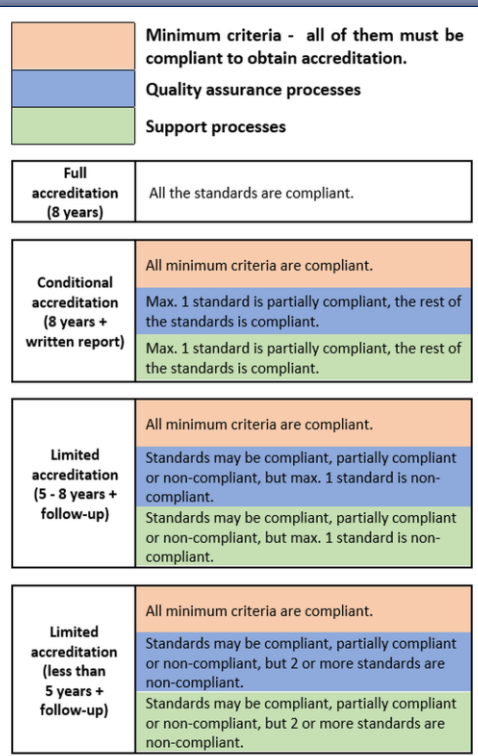 Minimum criteria - all of them must be
compliant to obtain accreditation.
Quality assurance processes
Support processes
Full
accreditation
(8 years)
All the standards are compliant.
Conditional
accreditation
(8 years +
written report)
All minimum criteria are compliant.
Max. 1 standard is partially compliant, the rest of
the standards is compliant.
Max. 1 standard is partially compliant, the rest of
the standards is compliant.
Limited
accreditation
(5 - 8 years +
follow-up)
All minimum criteria are compliant.
Standards may be compliant, partially compliant
or non-compliant, but max. 1 standard is non-
compliant.
Standards may be compliant, partially compliant
or non-compliant, but max. 1 standard is non-
compliant.
Limited
accreditation
(less than
5 years +
follow-up)
All minimum criteria are compliant.
Standards may be compliant, partially compliant
or non-compliant, but 2 or more standards are
non-compliant.
Standards may be compliant, partially compliant
or non-compliant, but 2 or more standards are
non-compliant.